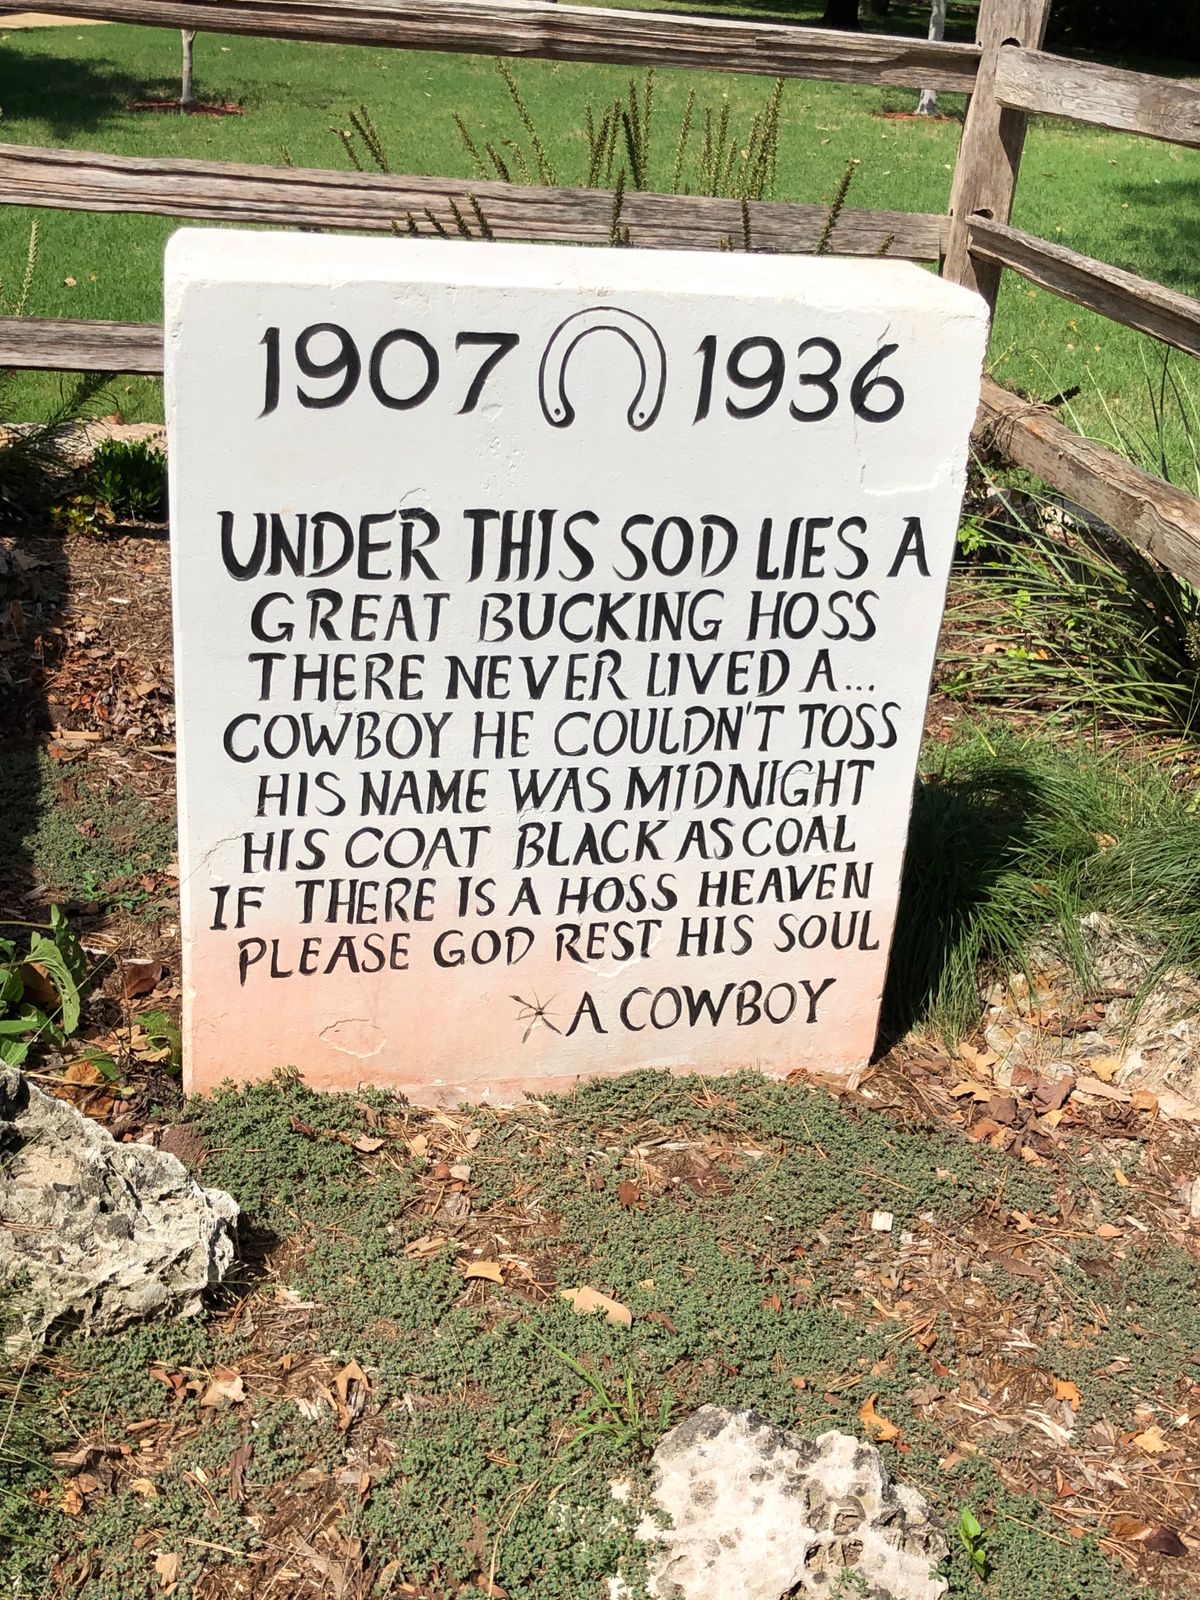 1907 1936
UNDER THIS SOD LIES A
GREAT BUCKING HOSS
THERE NEVER LIVED A...
COWBOY HE COULDN'T TOSS
HIS NAME WAS MIDNIGHT
HIS COAT BLACK AS COAL
IF THERE IS A HOSS HEAVEN
PLEASE GOD REST HIS SOUL
A COWBOY